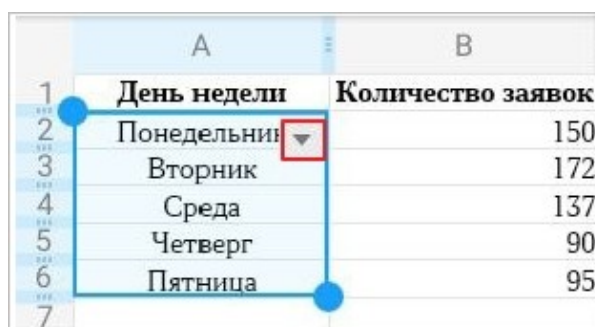 A B
1 День недели Количество заявок
2 Понедельник 150
3 Вторник 172
4 Среда 137
5 Четверг 90
6 Пятница 95
7